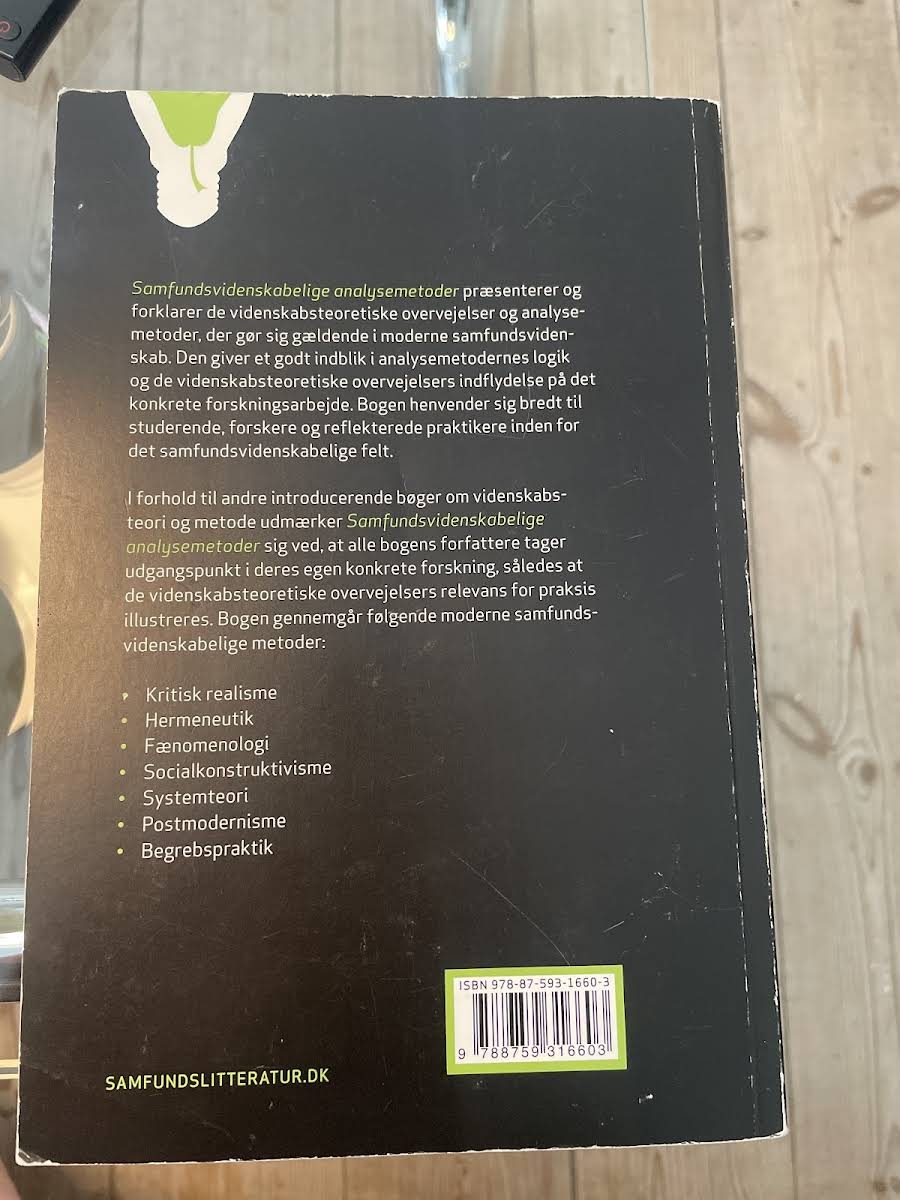 Samfundsvidenskabelige analysemetoder præsenterer og
forklarer de videnskabsteoretiske overvejelser og analyse-
metoder, der gør sig gældende i moderne samfundsviden-
skab. Den giver et godt indblik i analysemetodernes logik
og de videnskabsteoretiske overvejelsers indflydelse på det
konkrete forskningsarbejde. Bogen henvender sig bredt til
studerende, forskere og reflekterede praktikere inden for
det samfundsvidenskabelige felt.
I forhold til andre introducerende bøger om videnskabs-
teori og metode udmærker Samfundsvidenskabelige
analysemetoder sig ved, at alle bogens forfattere tager
udgangspunkt i deres egen konkrete forskning, således at
de videnskabsteoretiske overvejelsers relevans for praksis
illustreres. Bogen gennemgår følgende moderne samfunds-
videnskabelige metoder:
• Kritisk realisme
• Hermeneutik
• Fænomenologi
• Socialkonstruktivisme
• Systemteori
• Postmodernisme
• Begrebspraktik
ISBN 978-87-593-1660-3
9 788759 316603
SAMFUNDSLITTERATUR.DK